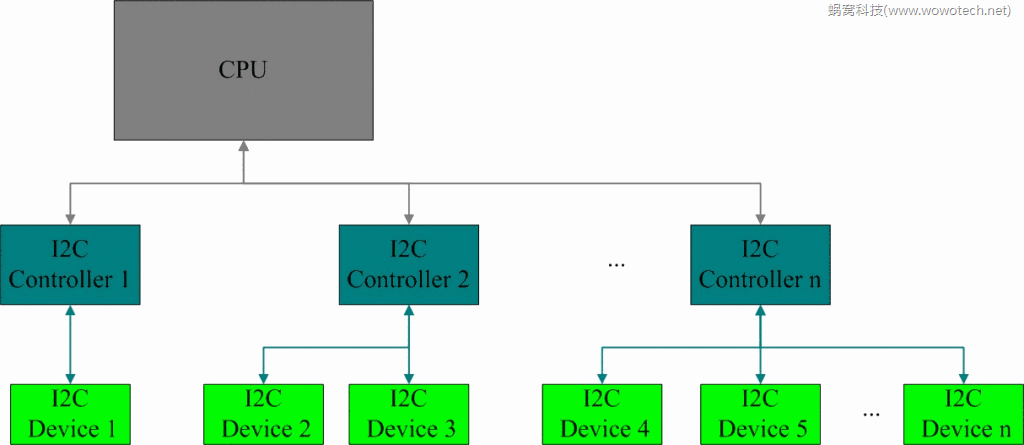 蜗窝科技(www.wowotech.net)
CPU
I2C
Controller 1
I2C
Controller 2
...
I2C
Controller n
I2C
Device 1
I2C
Device 2
I2C
Device 3
I2C
Device 4
I2C
Device 5
...
I2C
Device n